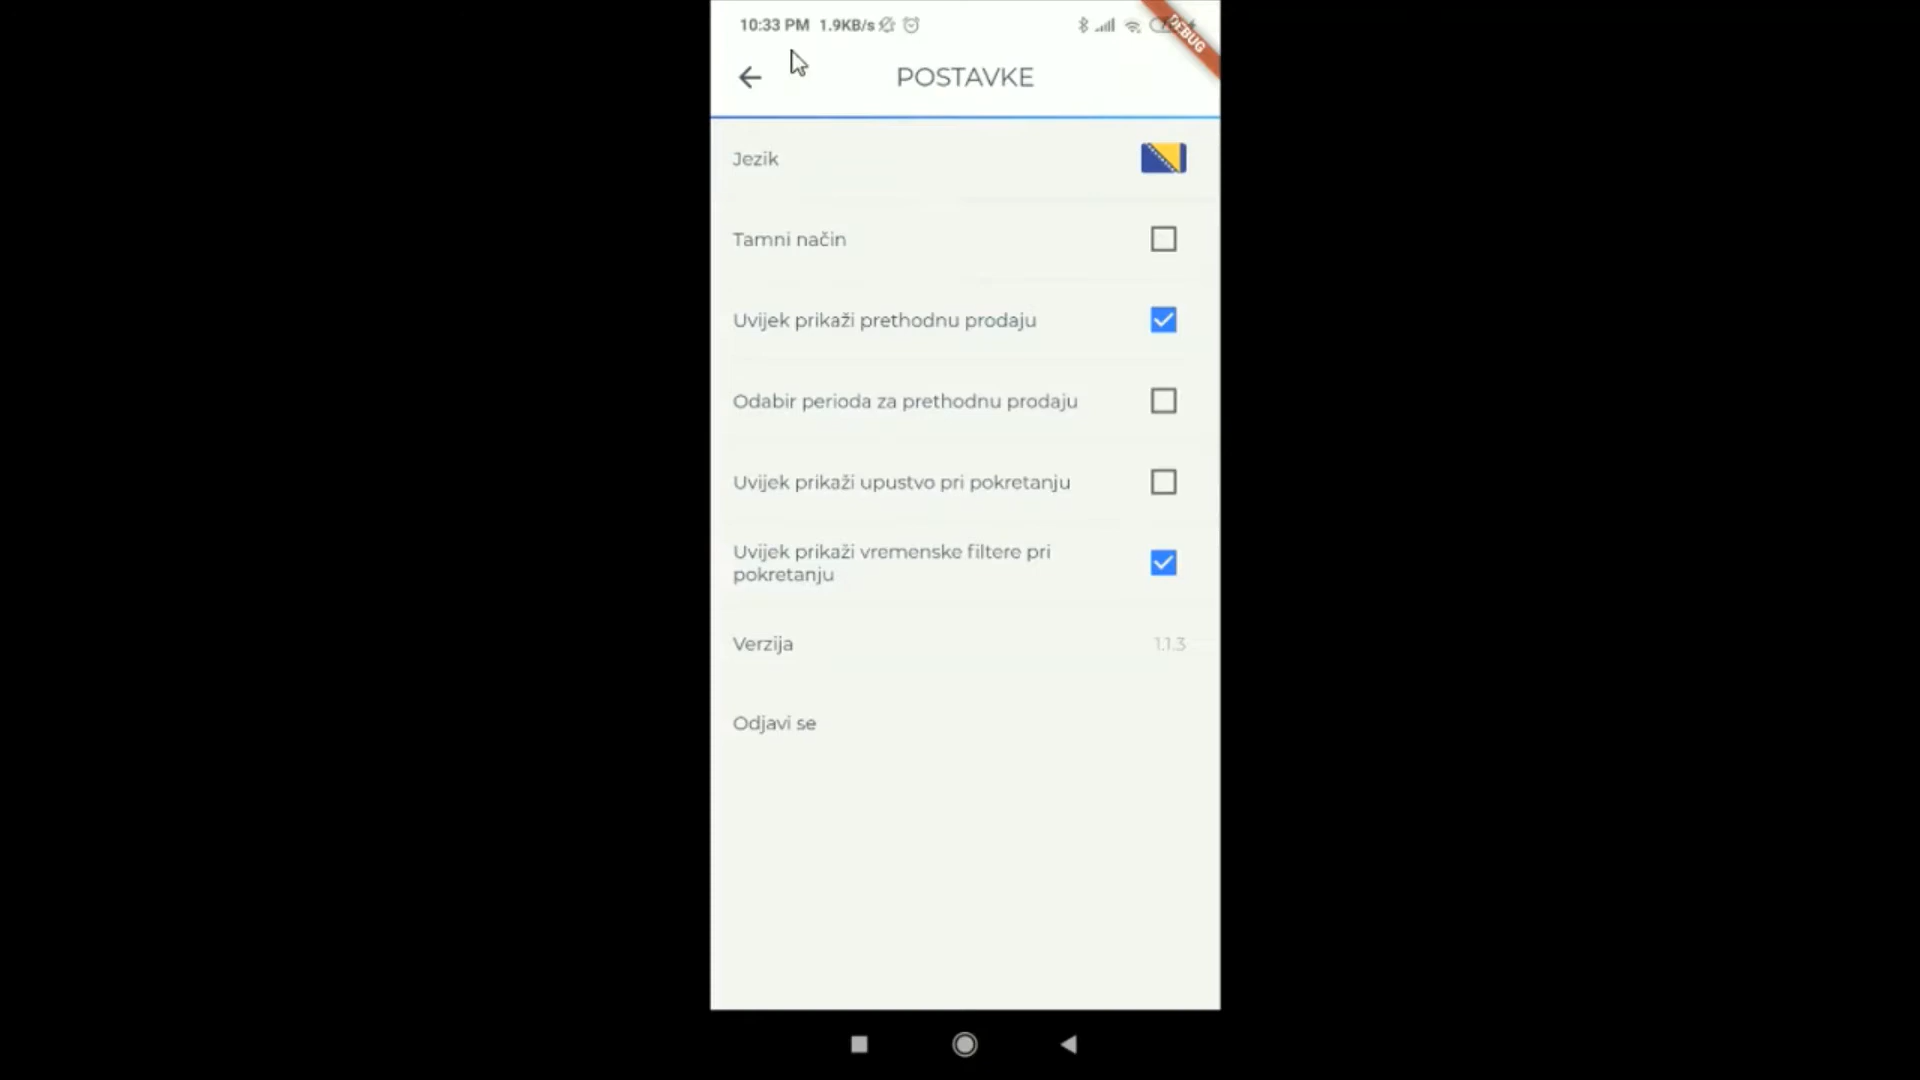 10:33 PM 1.9KB/s
DEBUG
POSTAVKE
Jezik
Tamni način
Uvijek prikaži prethodnu prodaju
Odabir perioda za prethodnu prodaju
Uvijek prikaži upustvo pri pokretanju
Uvijek prikaži vremenske filtere pri
pokretanju
Verzija 1.1.3
Odjavi se